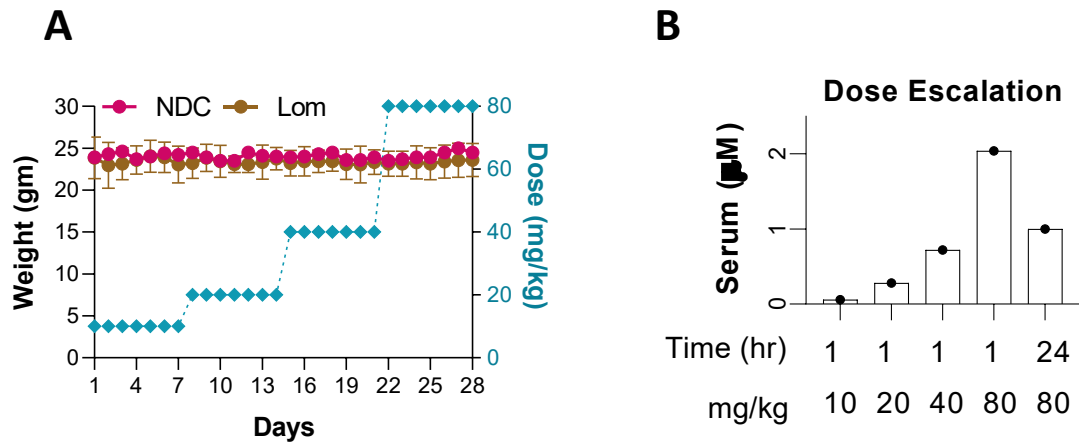 A
NDC Lom
30
25
20
15
10
5
0
Weight (gm)
80
60
40
20
0
Dose (mg/kg)
1 4 7 10 13 16 19 22 25 28
Days
B
Dose Escalation
Serum ( M)
2
1
0
Time (hr) 1 1 1 1 24
mg/kg 10 20 40 80 80